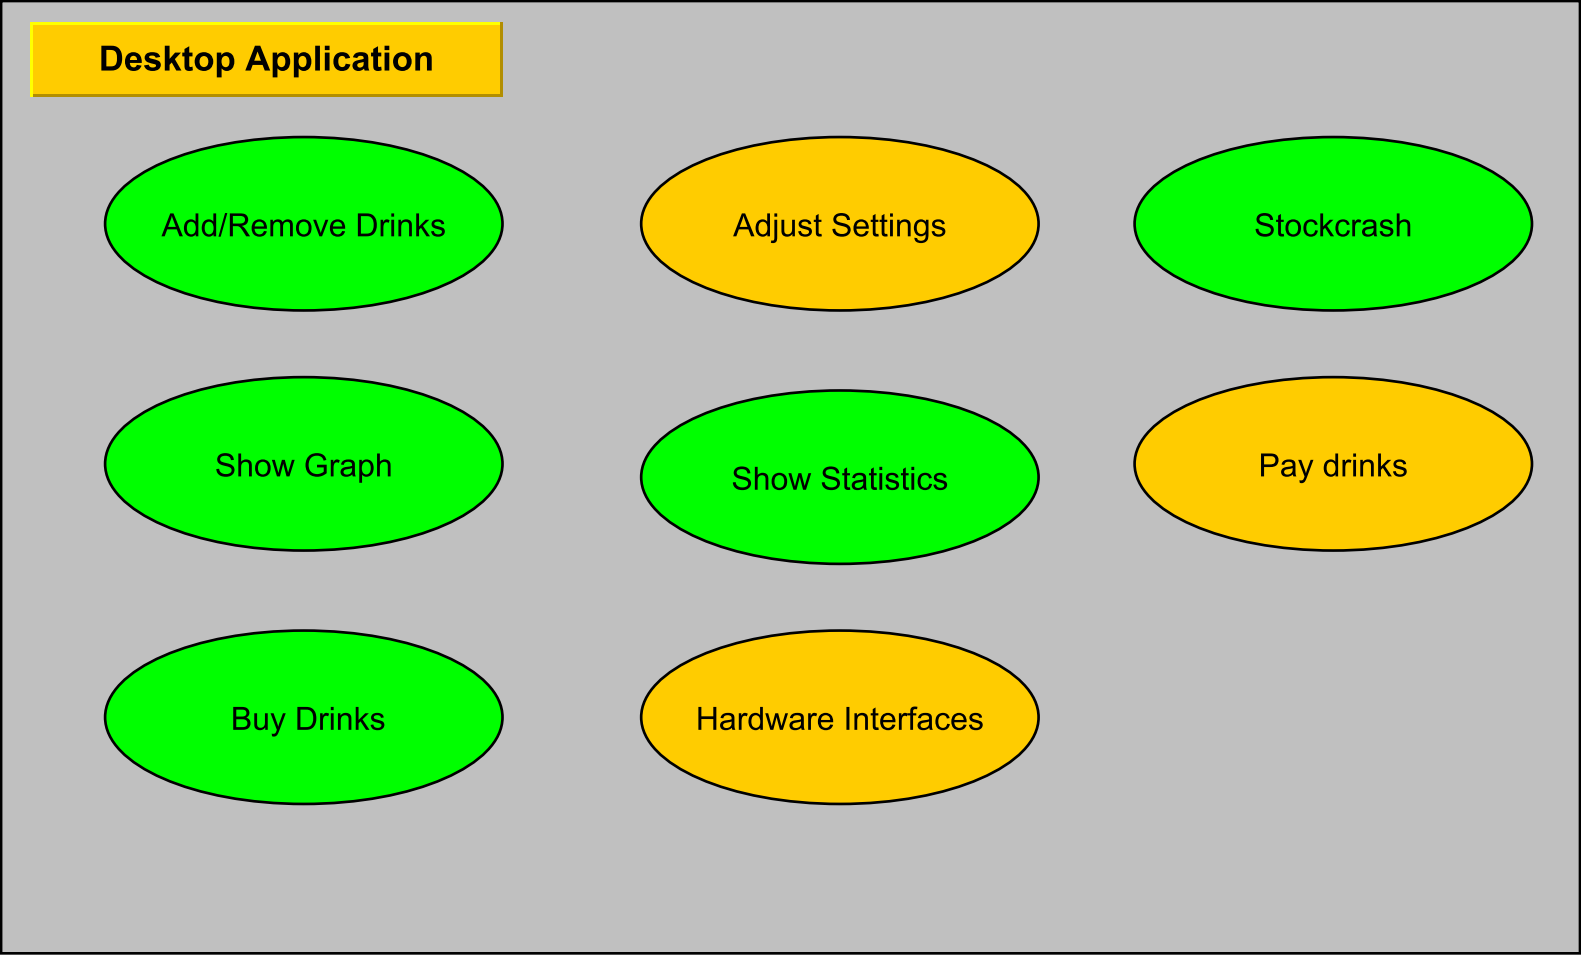 Desktop Application
Add/Remove Drinks
Adjust Settings
Stockcrash
Show Graph
Show Statistics
Pay drinks
Buy Drinks
Hardware Interfaces